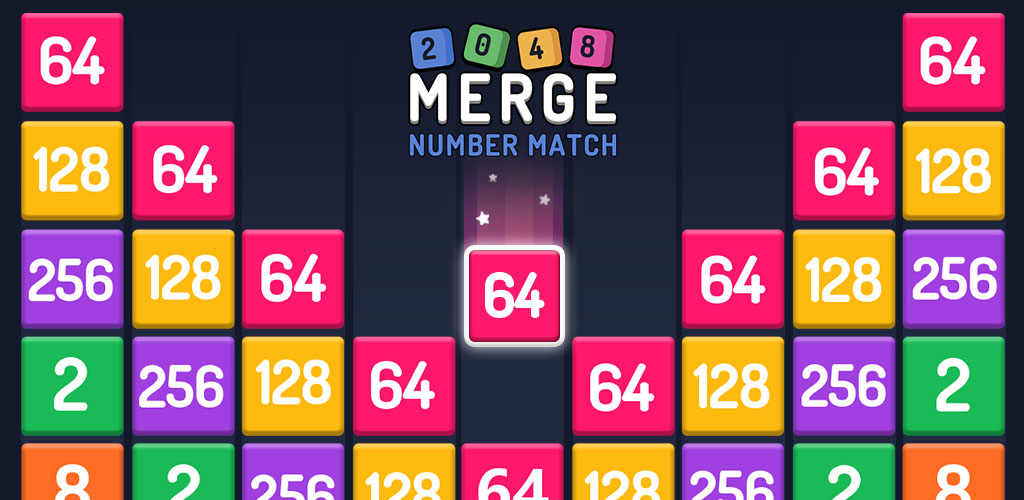 2048
MERGE
NUMBER MATCH
64 64
128 64 64 128
256 128 64 64 64 128 256
2 256 128 64 64 128 256 2
8 2 256 128 64 128 256 2 8